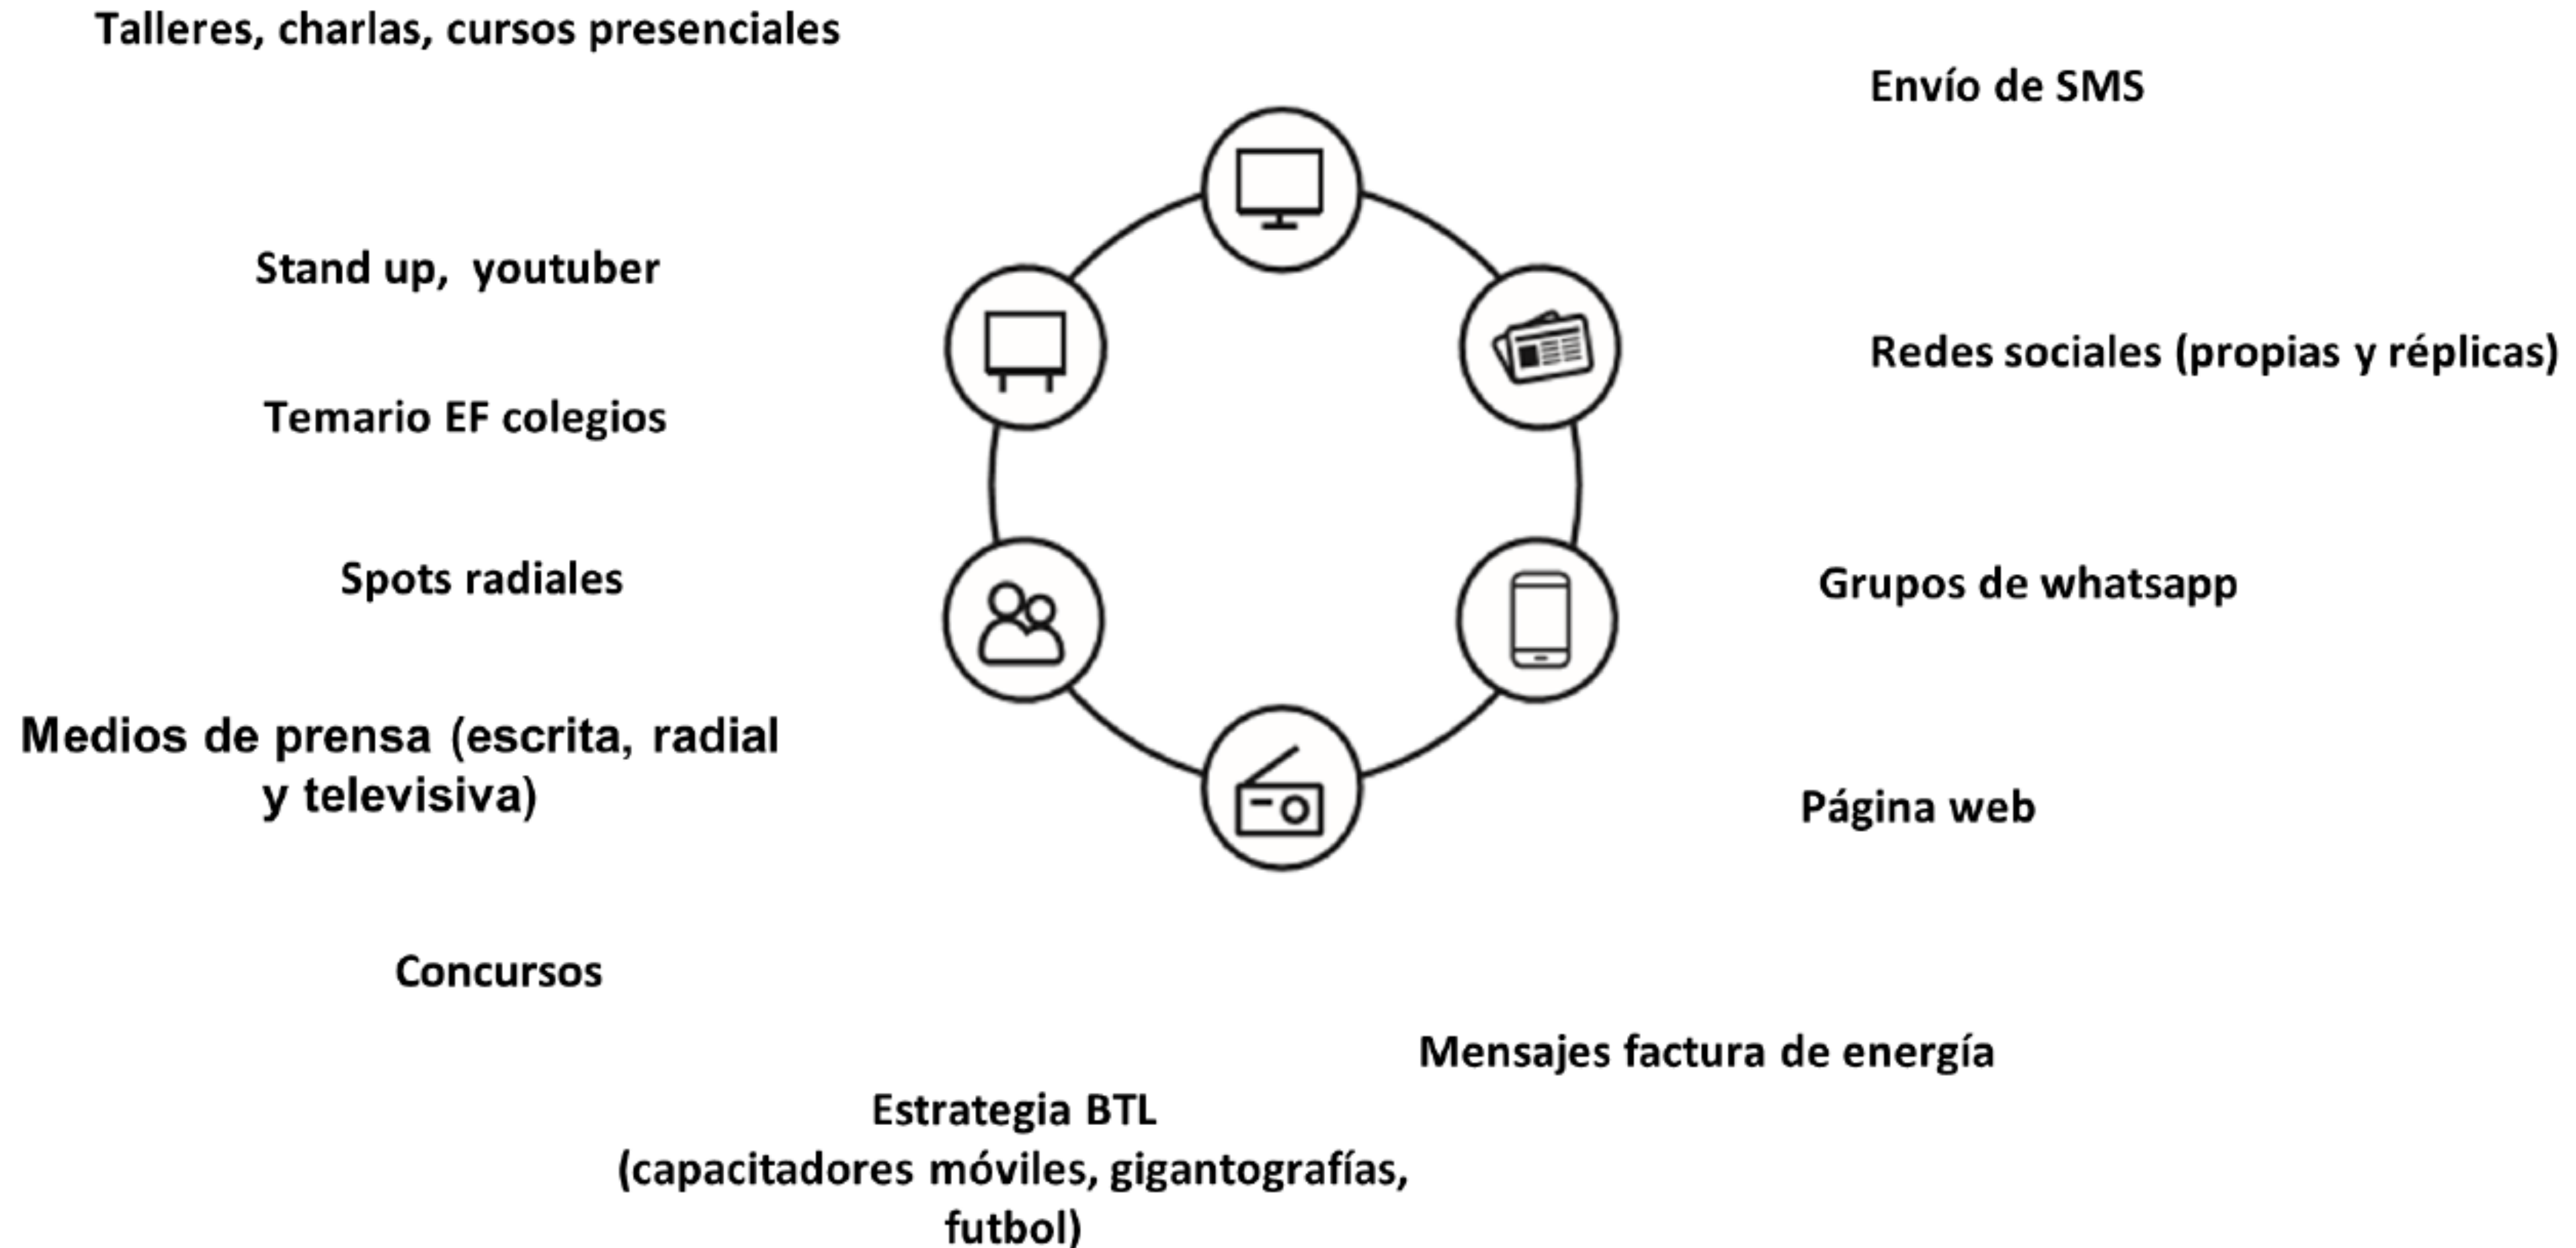 Talleres, charlas, cursos presenciales
Envío de SMS
Stand up, youtuber
Redes sociales (propias y réplicas)
Temario EF colegios
Spots radiales
Grupos de whatsapp
Medios de prensa (escrita, radial
y televisiva)
Página web
Concursos
Mensajes factura de energía
Estrategia BTL
(capacitadores móviles, gigantografías,
futbol)